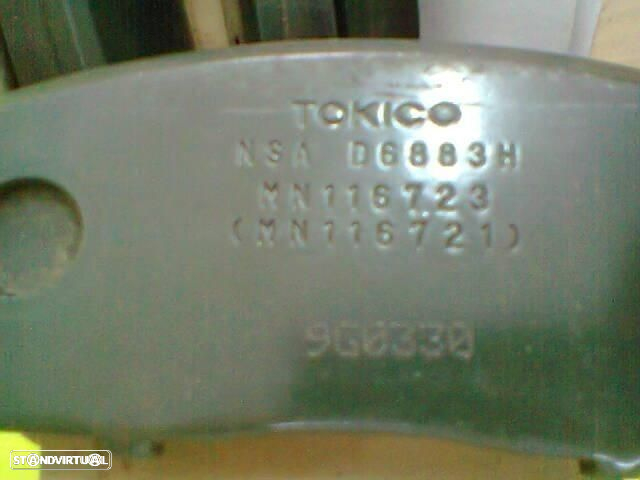 TOKICO
NSA D6883H
MN116723
(MN116721)
9G0330
STANDVIRTUAL